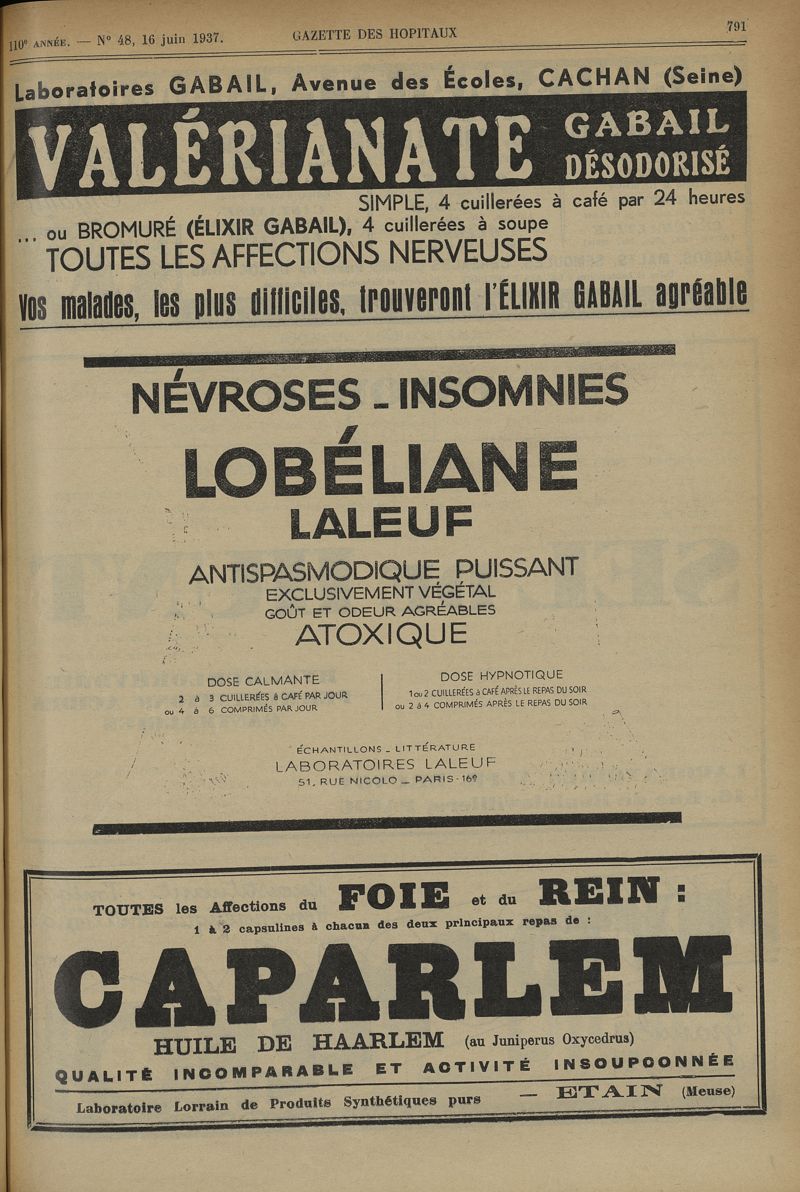 110e ANNÉE. — N° 48, 16 juin 1937.
GAZETTE DES HOPITAUX
791
Laboratoires GABAIL, Avenue des Écoles, CACHAN (Seine)
VALÉRIANATE GABAIL
DÉSODORISÉ
SIMPLE, 4 cuillerées à café par 24 heures
... ou BROMURÉ (ÉLIXIR GABAIL), 4 cuillerées à soupe
TOUTES LES AFFECTIONS NERVEUSES
Vos malades, les plus difficiles, trouveront l'ÉLIXIR GABAIL agréable
NÉVROSES - INSOMNIES
LOBÉLIANE
LALEUF
ANTISPASMODIQUE PUISSANT
EXCLUSIVEMENT VÉGÉTAL
GOÛT ET ODEUR AGRÉABLES
ATOXIQUE
DOSE CALMANTE
2 à 3 CUILLERÉES à CAFÉ PAR JOUR
ou 4 à 6 COMPRIMÉS PAR JOUR
DOSE HYPNOTIQUE
1 ou 2 CUILLERÉES à CAFÉ APRÈS LE REPAS DU SOIR
ou 2 à 4 COMPRIMÉS APRÈS LE REPAS DU SOIR
ÉCHANTILLONS - LITTÉRATURE
LABORATOIRES LALEUF
51, RUE NICOLO — PARIS-16e
TOUTES les Affections du FOIE et du REIN :
1 à 2 capsulines à chacun des deux principaux repas de :
CAPARLEM
HUILE DE HAARLEM (au Juniperus Oxycedrus)
QUALITÉ INCOMPARABLE ET ACTIVITÉ INSOUPCONNÉE
Laboratoire Lorrain de Produits Synthétiques purs — ETAIN (Meuse)